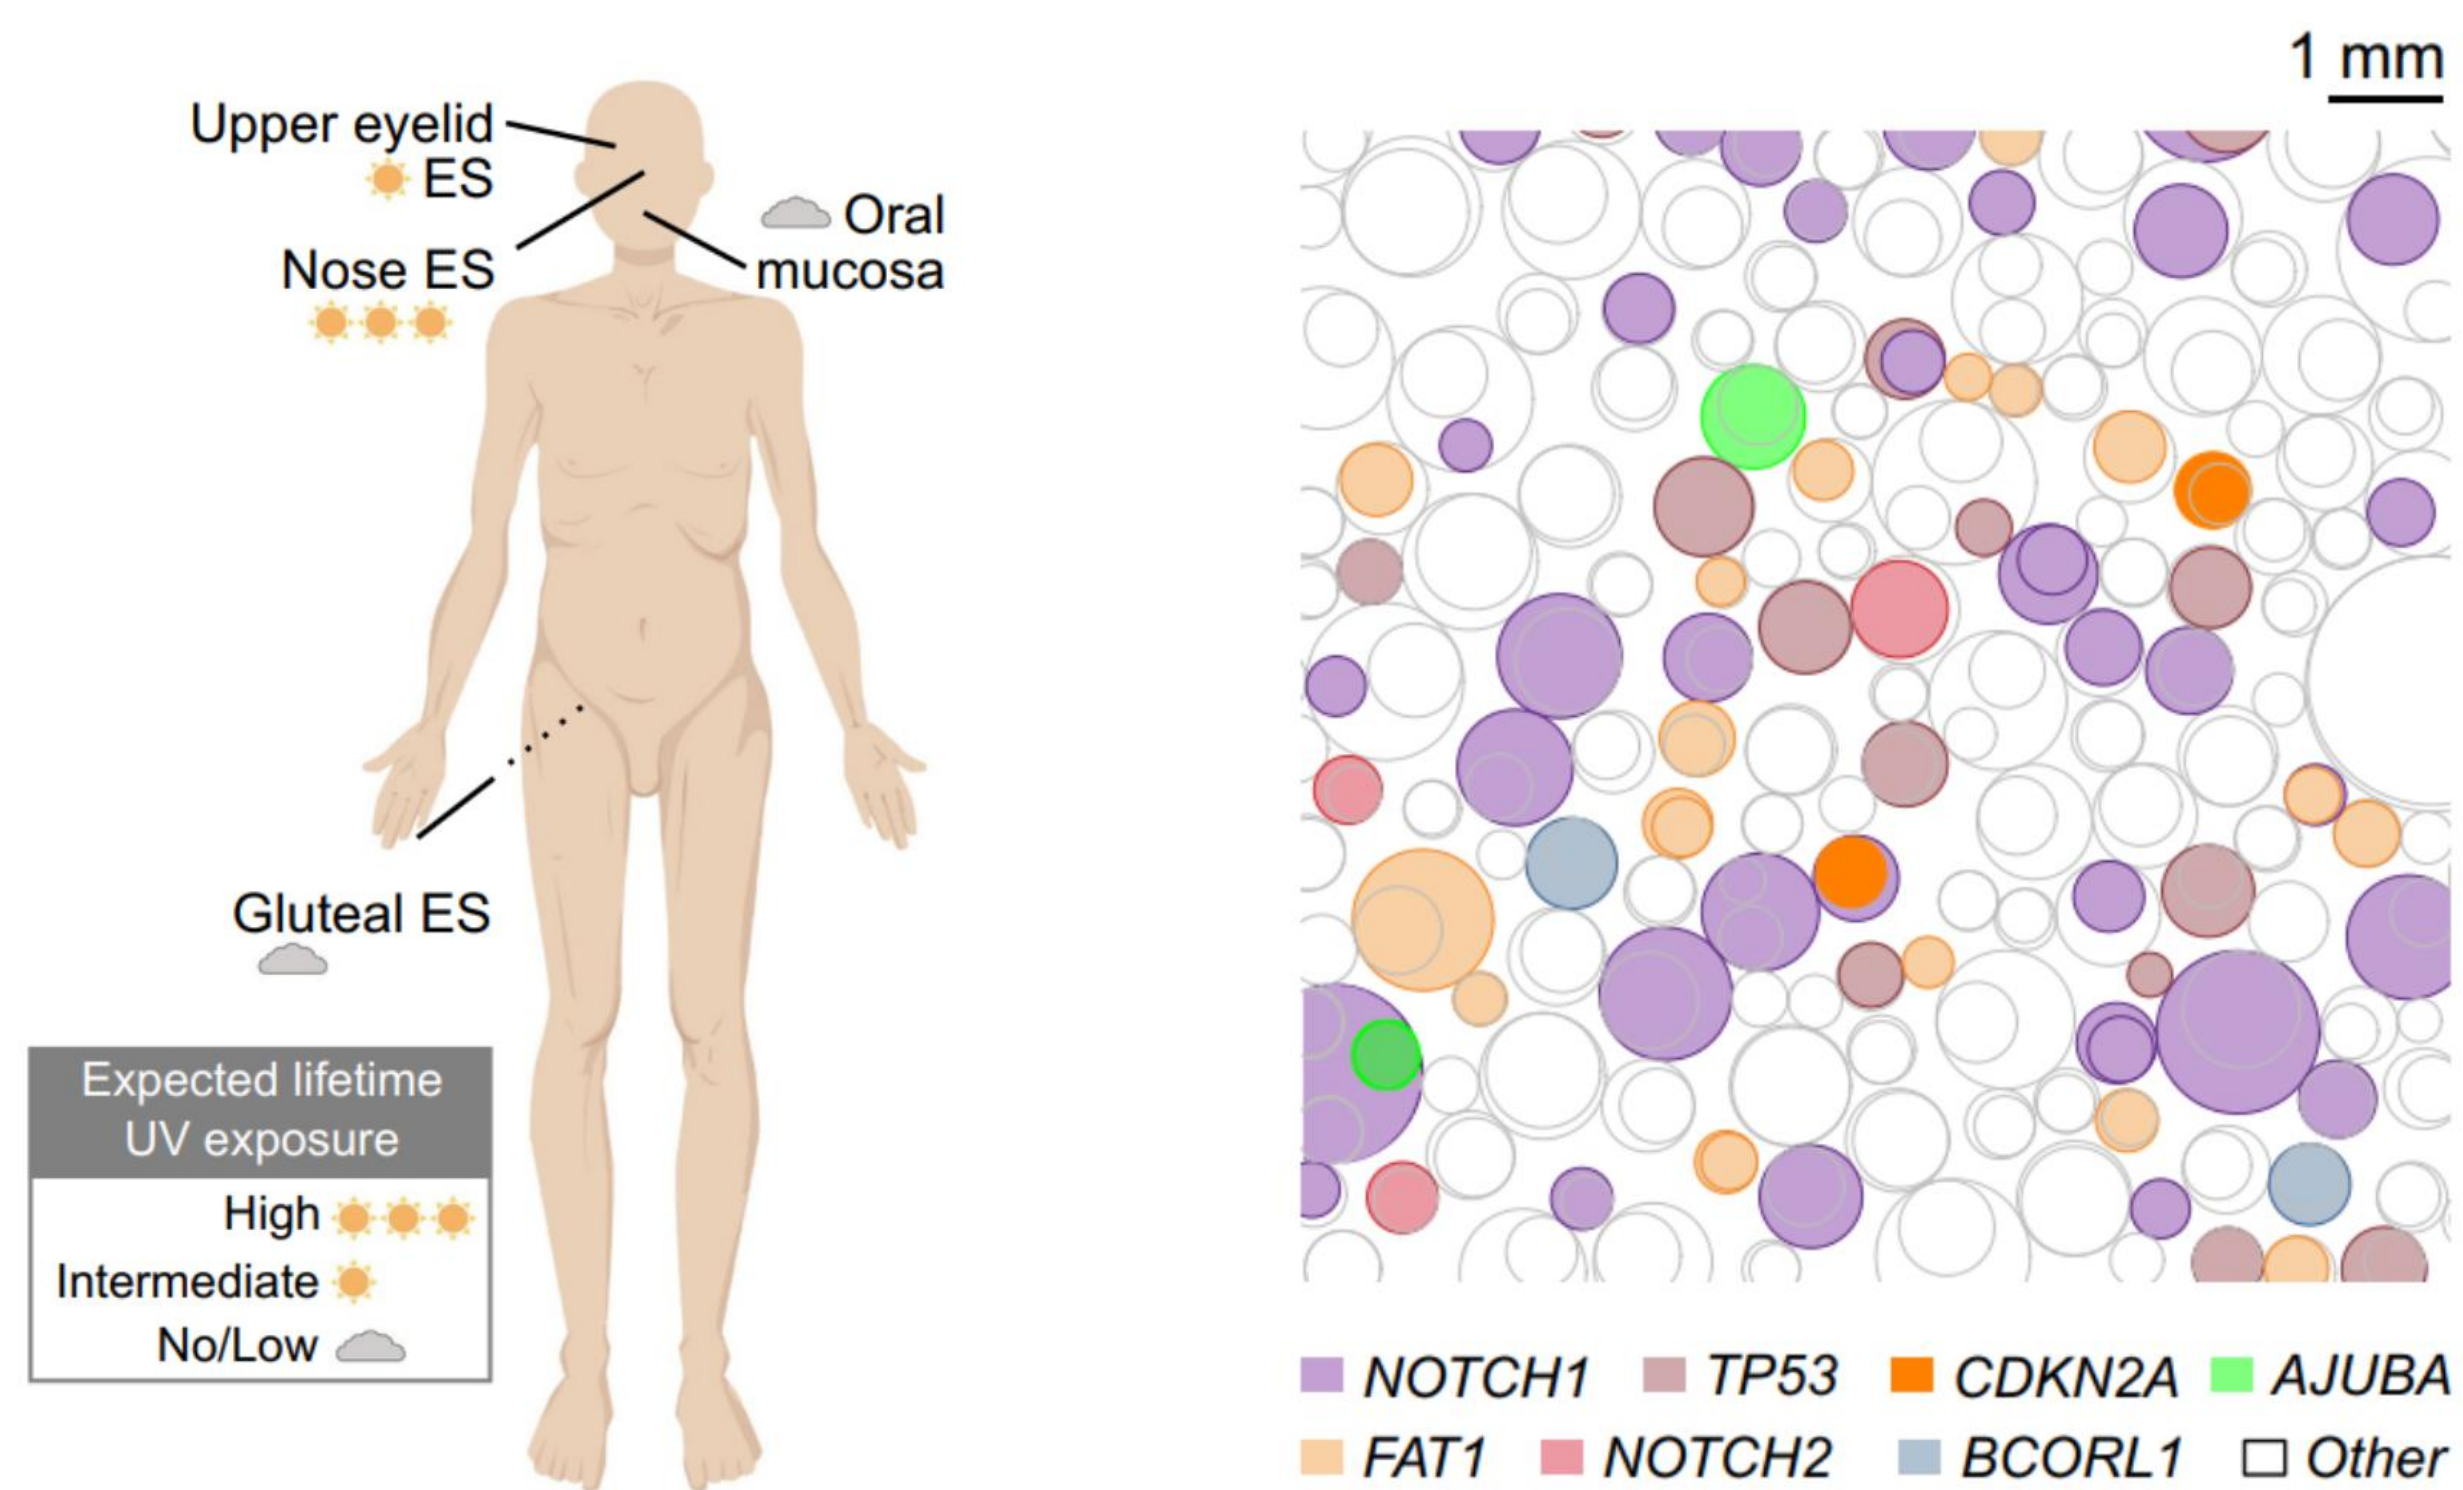 Upper eyelid
ES
Nose ES
Oral
mucosa
Gluteal ES
Expected lifetime
UV exposure
High
Intermediate
No/Low
1 mm
NOTCH1 TP53 CDKN2A AJUBA
FAT1 NOTCH2 BCORL1 Other